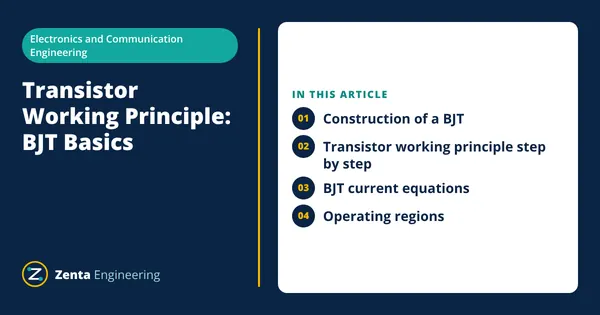 Electronics and Communication
Engineering
Transistor
Working Principle:
BJT Basics
Zenta Engineering
IN THIS ARTICLE
01 Construction of a BJT
02 Transistor working principle step
by step
03 BJT current equations
04 Operating regions